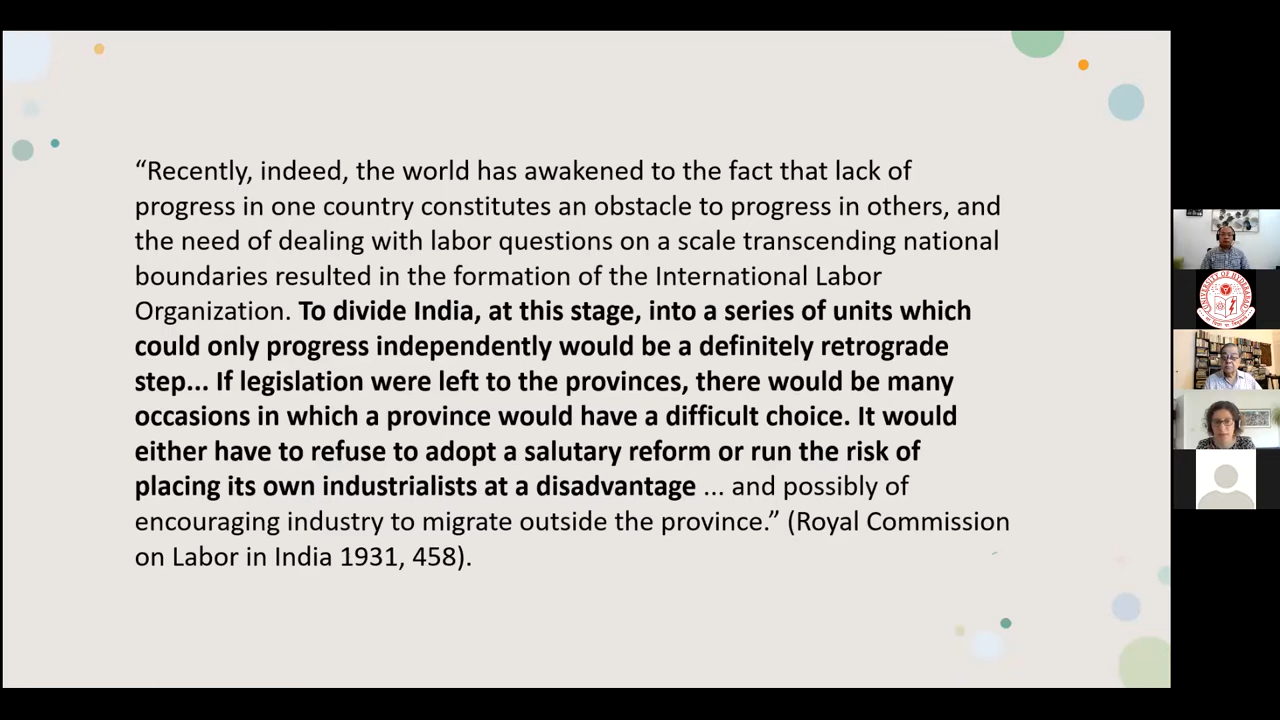 “Recently, indeed, the world has awakened to the fact that lack of
progress in one country constitutes an obstacle to progress in others, and
the need of dealing with labor questions on a scale transcending national
boundaries resulted in the formation of the International Labor
Organization. To divide India, at this stage, into a series of units which
could only progress independently would be a definitely retrograde
step... If legislation were left to the provinces, there would be many
occasions in which a province would have a difficult choice. It would
either have to refuse to adopt a salutary reform or run the risk of
placing its own industrialists at a disadvantage ... and possibly of
encouraging industry to migrate outside the province.” (Royal Commission
on Labor in India 1931, 458).
UNIVERSITY OF HYDERABAD